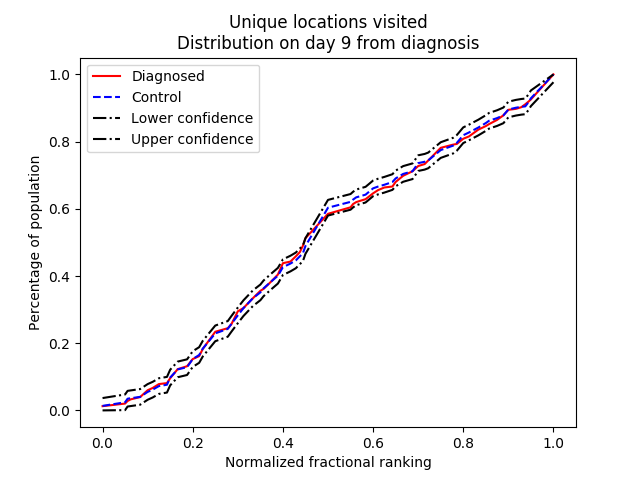 Unique locations visited
Distribution on day 9 from diagnosis
Diagnosed
Control
Lower confidence
Upper confidence
Percentage of population
1.0
0.8
0.6
0.4
0.2
0.0
0.0 0.2 0.4 0.6 0.8 1.0
Normalized fractional ranking